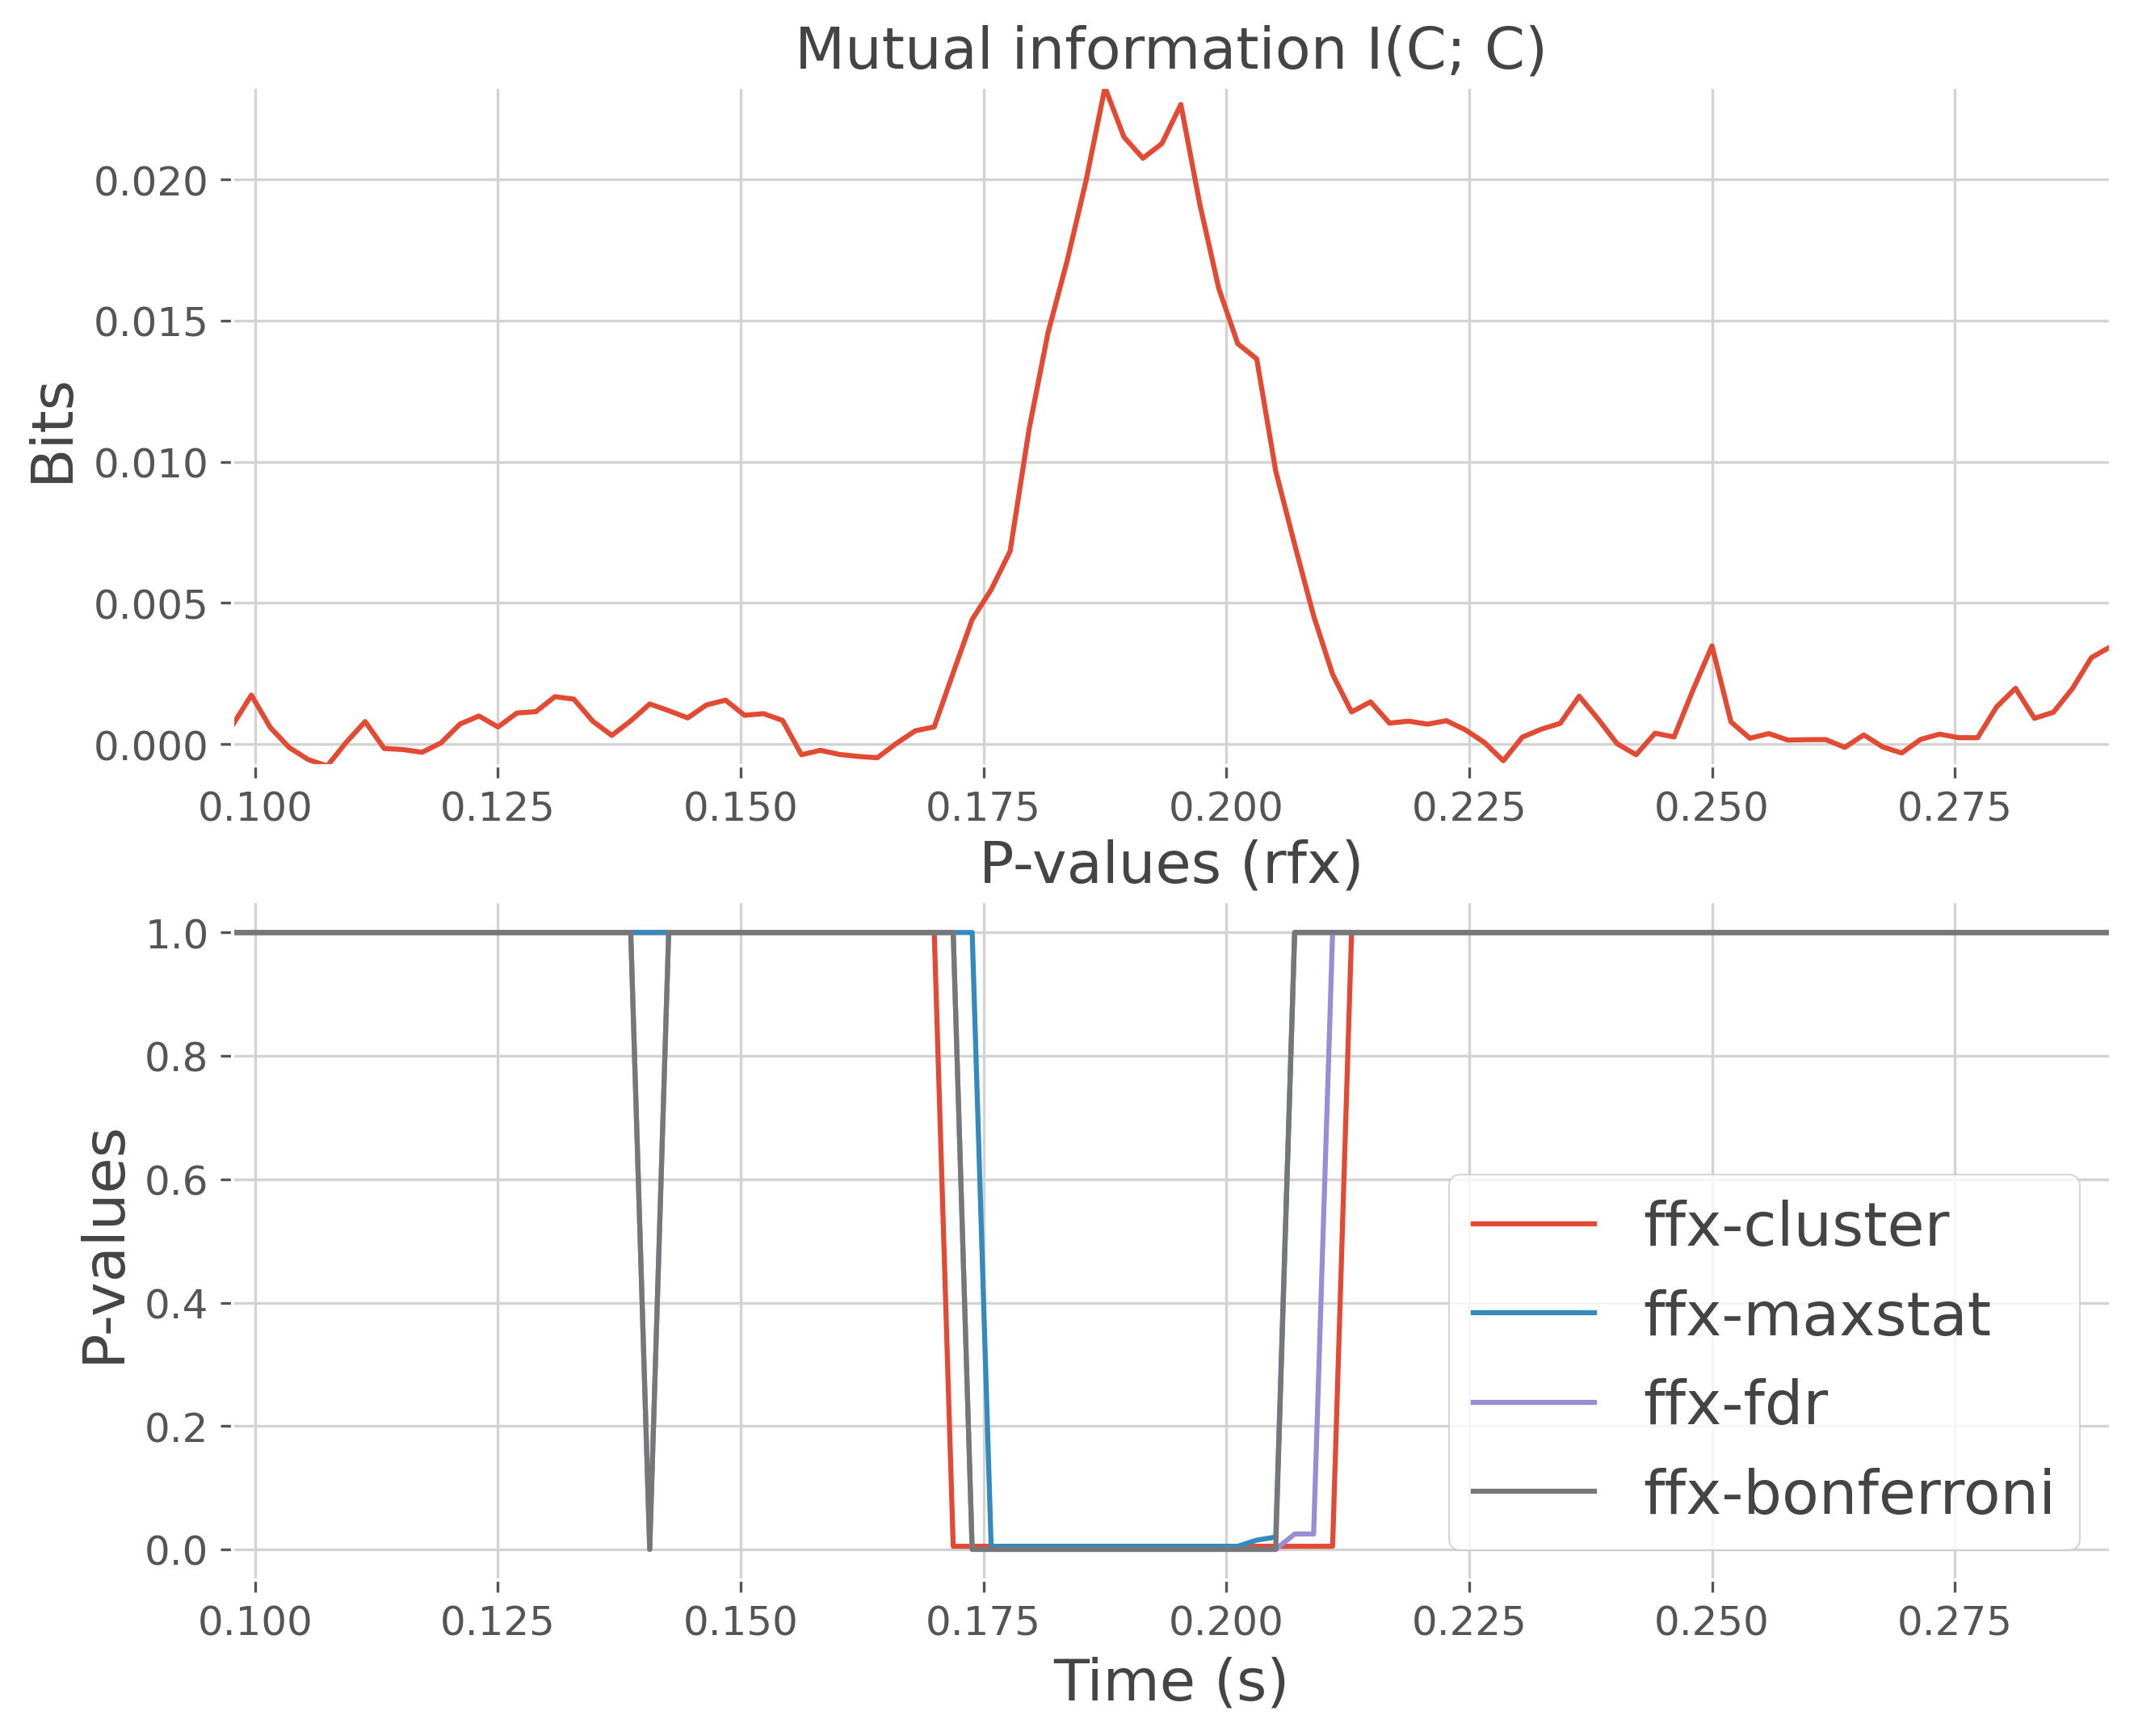 Mutual information I(C; C)
Bits
0.020
0.015
0.010
0.005
0.000
0.100 0.125 0.150 0.175 0.200 0.225 0.250 0.275
P-values (rfx)
P-values
1.0
0.8
0.6
0.4
0.2
0.0
ffx-cluster
ffx-maxstat
ffx-fdr
ffx-bonferroni
0.100 0.125 0.150 0.175 0.200 0.225 0.250 0.275
Time (s)